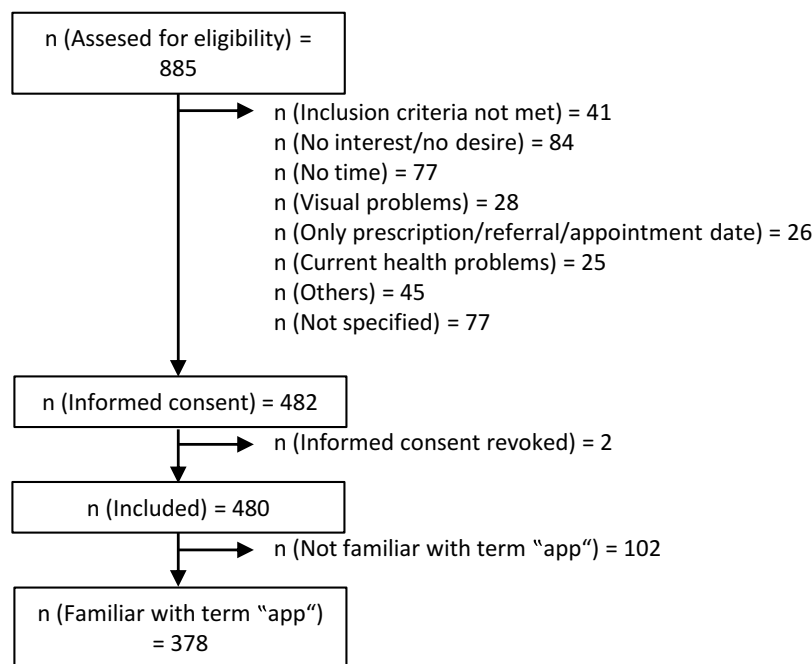 n (Assesed for eligibility) =
885
n (Inclusion criteria not met) = 41
n (No interest/no desire) = 84
n (No time) = 77
n (Visual problems) = 28
n (Only prescription/referral/appointment date) = 26
n (Current health problems) = 25
n (Others) = 45
n (Not specified) = 77
n (Informed consent) = 482
n (Informed consent revoked) = 2
n (Included) = 480
n (Not familiar with term ‟app“) = 102
n (Familiar with term ‟app“)
= 378